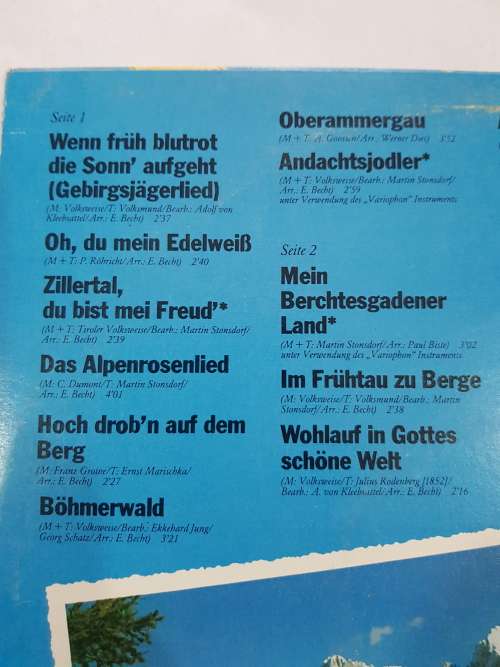 Seite 1
Wenn früh blutrot
die Sonn' aufgeht
(Gebirgsjägerlied)
(M: Volksweise/T: Volksmund/Bearb.: Adolf von
Kleebsattel/Arr.: E. Becht) 2'37
Oh, du mein Edelweiß
(M + T: P. Röhricht/Arr.: E. Becht) 2'40
Zillertal,
du bist mei Freud'*
(M + T: Tiroler Volksweise/Bearb.: Martin Stonsdorf/
Arr.: E. Becht) 2'39
Das Alpenrosenlied
(M: C. Dumont/T: Martin Stonsdorf/
Arr.: E. Becht) 4'01
Hoch drob'n auf dem
Berg
(M: Franz Grothe/T: Ernst Marischka/
Arr.: E. Becht) 2'27
Böhmerwald
(M + T: Volksweise/Bearb.: Ekkehard Jung/
Georg Schatz/Arr.: E. Becht) 3'21
Oberammergau
(M + T: A. /Arr.: Werner Dies) 3'52
Andachtsjodler*
(M + T: Volksweise/Bearb.: Martin Stonsdorf/
Arr.: E. Becht) 2'59
unter Verwendung des „Variophon" Instruments
Seite 2
Mein
Berchtesgadener
Land*
(M + T: Martin Stonsdorf/Arr.: Paul Biste) 3'02
unter Verwendung des „Variophon" Instruments
Im Frühtau zu Berge
(M: Volksweise/T: Volksmund/Bearb.: Martin
Stonsdorf/Arr.: E. Becht) 2'38
Wohlauf in Gottes
schöne Welt
(M: Volksweise/T: Julius Rodenberg [1852]/
Bearb.: A. von Kleebsattel/Arr.: E. Becht) 2'16